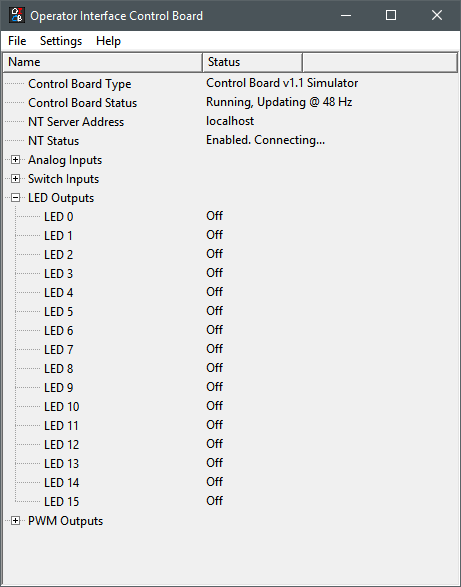 Operator Interface Control Board
File Settings Help
Name Status
Control Board Type Control Board v1.1 Simulator
Control Board Status Running, Updating @ 48 Hz
NT Server Address localhost
NT Status Enabled. Connecting...
Analog Inputs
Switch Inputs
LED Outputs
LED 0 Off
LED 1 Off
LED 2 Off
LED 3 Off
LED 4 Off
LED 5 Off
LED 6 Off
LED 7 Off
LED 8 Off
LED 9 Off
LED 10 Off
LED 11 Off
LED 12 Off
LED 13 Off
LED 14 Off
LED 15 Off
PWM Outputs